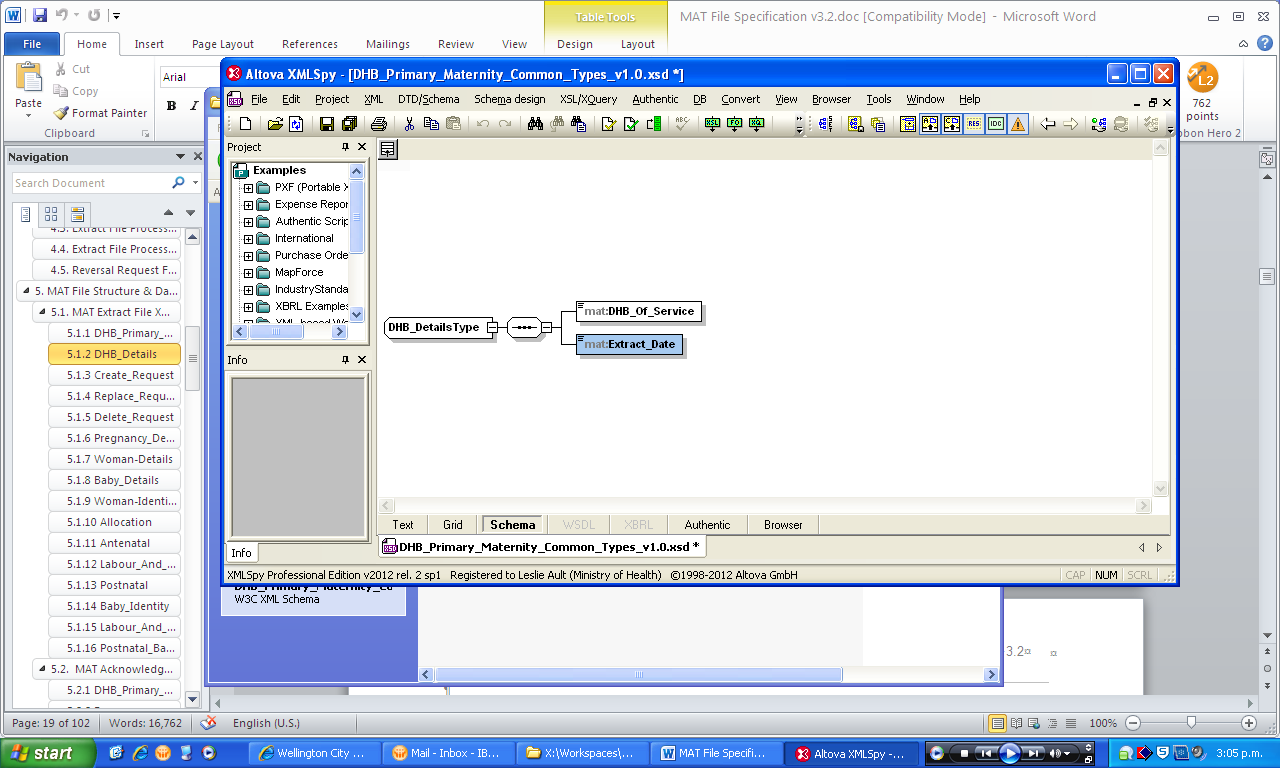 Table Tools
MAT File Specification v3.2.doc [Compatibility Mode] - Microsoft Word
File Home Insert Page Layout References Mailings Review View Design Layout
Paste
Cut
Copy
Format Painter
Clipboard
Arial
B I
L2
762
points
bbon Hero 2
Navigation
Search Document
4.3. Extract File Process...
4.4. Extract File Process...
4.5. Reversal Request F...
5. MAT File Structure & Da...
5.1. MAT Extract File X...
5.1.1 DHB_Primary_...
5.1.2 DHB_Details
5.1.3 Create_Request
5.1.4 Replace_Requ...
5.1.5 Delete_Request
5.1.6 Pregnancy_De...
5.1.7 Woman-Details
5.1.8 Baby_Details
5.1.9 Woman-Identi...
5.1.10 Allocation
5.1.11 Antenatal
5.1.12 Labour_And_...
5.1.13 Postnatal
5.1.14 Baby_Identity
5.1.15 Labour_And_...
5.1.16 Postnatal_Ba...
5.2. MAT Acknowledg...
5.2.1 DHB_Primary_...
Altova XMLSpy - [DHB_Primary_Maternity_Common_Types_v1.0.xsd *]
File Edit Project XML DTD/Schema Schema design XSL/XQuery Authentic DB Convert View Browser Tools Window Help
Project
Examples
PXF (Portable X
Expense Repor
Authentic Scrip
International
Purchase Orde
MapForce
IndustryStanda
XBRL Examples
Info
Info
DHB_DetailsType
mat:DHB_Of_Service
mat:Extract_Date
Text Grid Schema WSDL XBRL Authentic Browser
DHB_Primary_Maternity_Common_Types_v1.0.xsd *
XMLSpy Professional Edition v2012 rel. 2 sp1 Registered to Leslie Ault (Ministry of Health) ©1998-2012 Altova GmbH
CAP NUM SCRL
DHB_Primary_Maternity_Co
W3C XML Schema
3.2¤ ¤
Page: 19 of 102 Words: 16,762 English (U.S.) 100%
start
Wellington City ...
Mail - Inbox - IB...
X:\Workspaces\...
MAT File Specifi...
Altova XMLSpy -...
3:05 p.m.